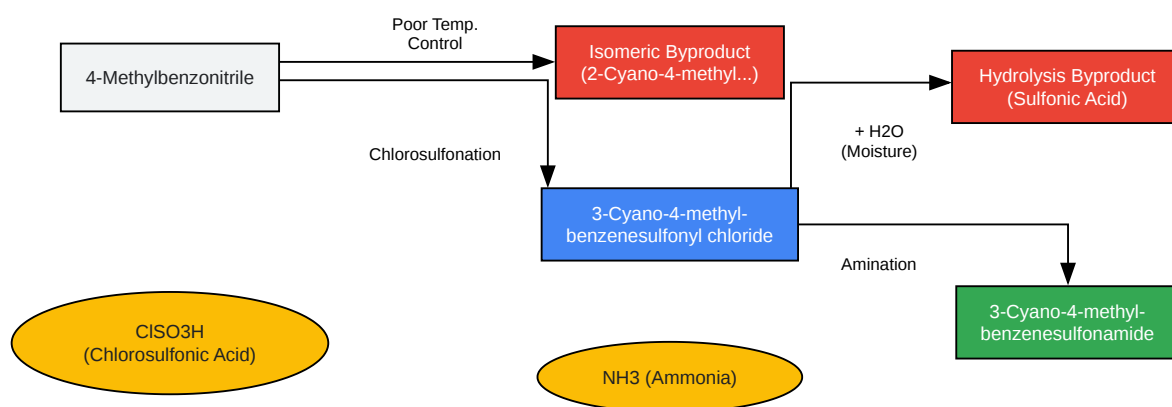 Poor Temp.
Control
4-Methylbenzonitrile
Isomeric Byproduct
(2-Cyano-4-methyl...)
Hydrolysis Byproduct
(Sulfonic Acid)
+ H2O
(Moisture)
Chlorosulfonation
3-Cyano-4-methyl-
benzenesulfonyl chloride
Amination
3-Cyano-4-methyl-
benzenesulfonamide
ClSO3H
(Chlorosulfonic Acid)
NH3 (Ammonia)